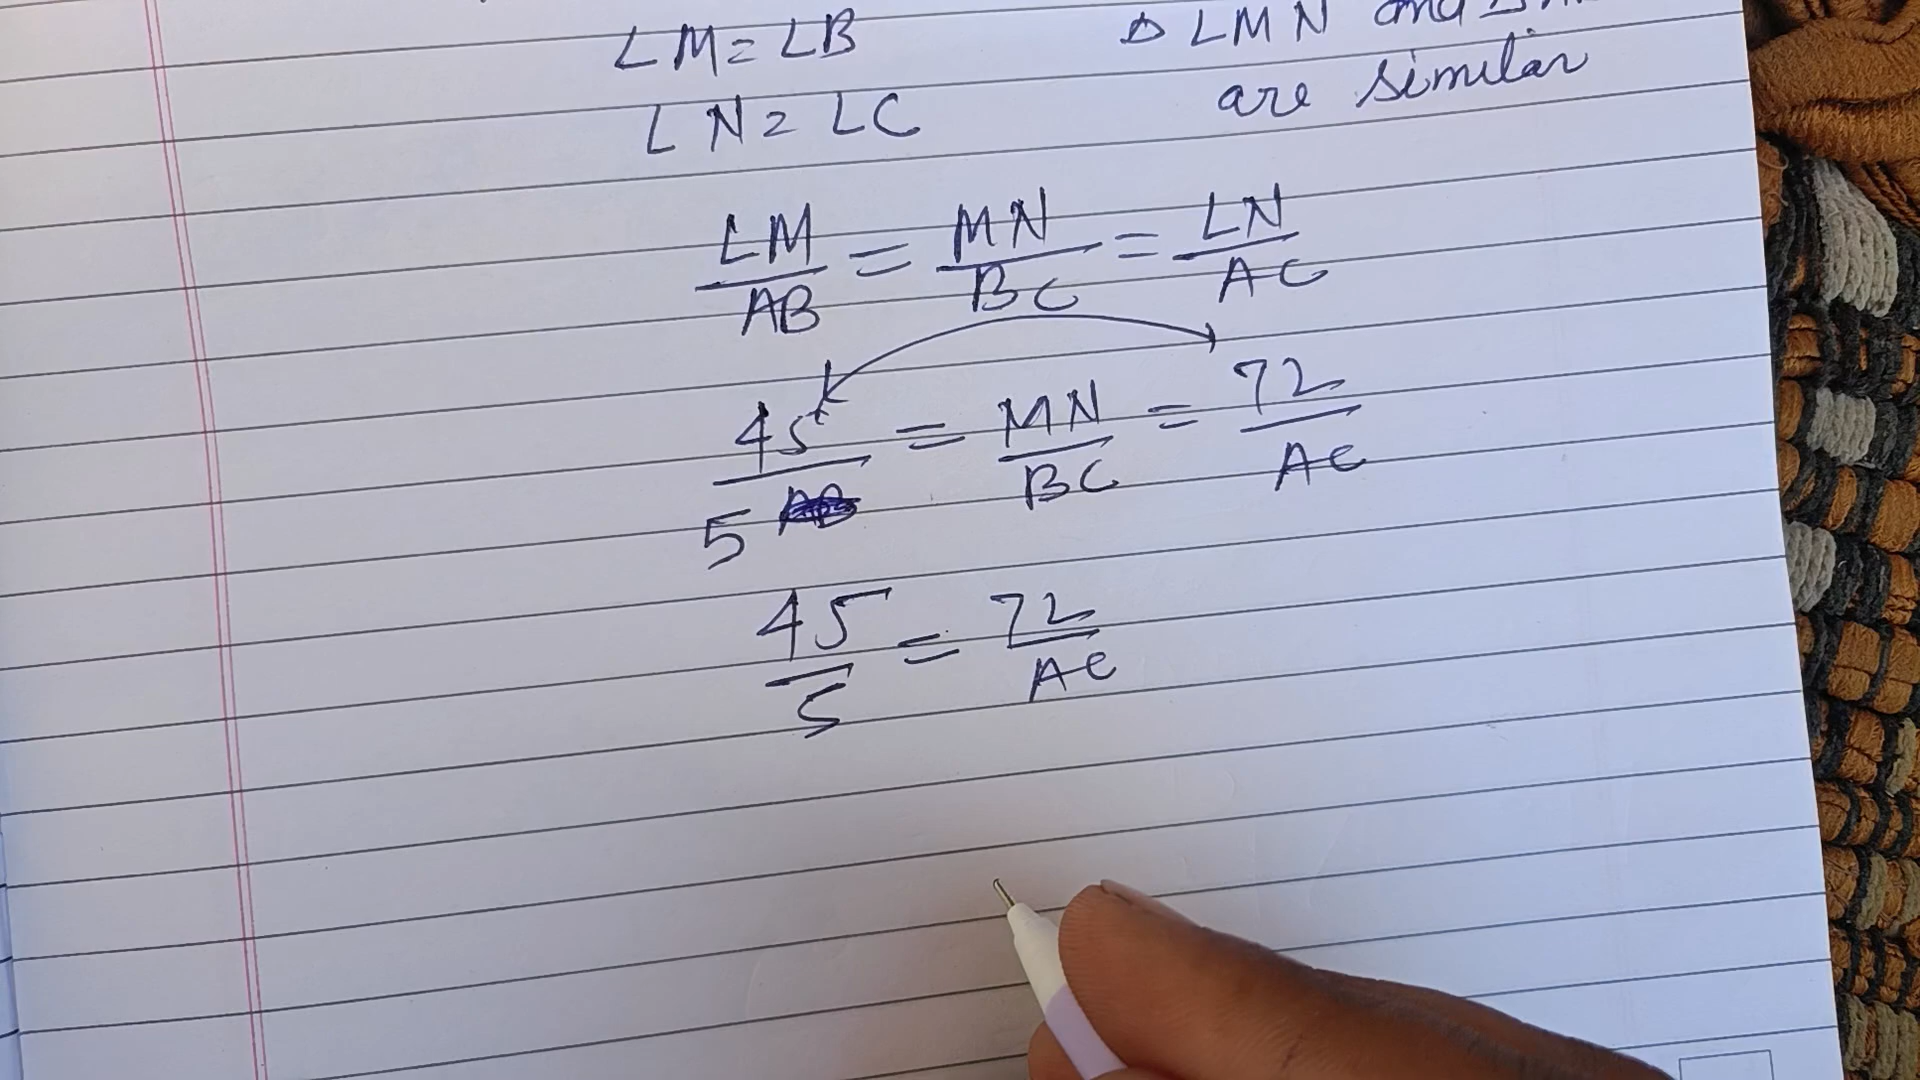 ∠M = ∠B
∠N = ∠C
△ LMN and
are similar
LM/AB = MN/BC = LN/AC
45/5 = MN/BC = 72/AC
45/5 = 72/AC